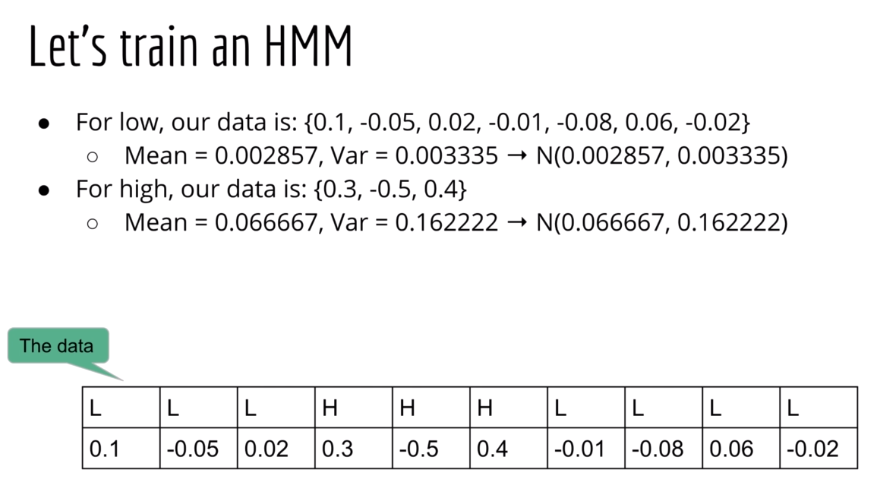 Let's train an HMM
● For low, our data is: {0.1, -0.05, 0.02, -0.01, -0.08, 0.06, -0.02}
○ Mean = 0.002857, Var = 0.003335 → N(0.002857, 0.003335)
● For high, our data is: {0.3, -0.5, 0.4}
○ Mean = 0.066667, Var = 0.162222 → N(0.066667, 0.162222)
The data
L L L H H H L L L L
0.1 -0.05 0.02 0.3 -0.5 0.4 -0.01 -0.08 0.06 -0.02